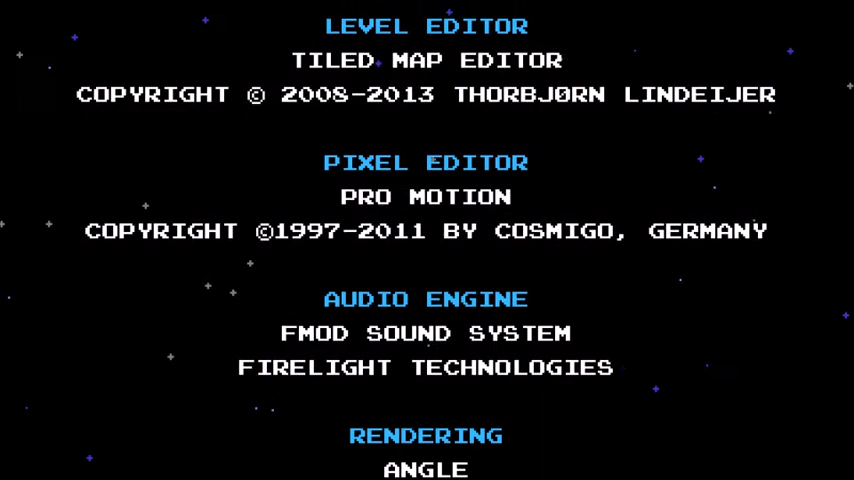 LEVEL EDITOR
TILED MAP EDITOR
COPYRIGHT © 2008-2013 THORBJØRN LINDEIJER
PIXEL EDITOR
PRO MOTION
COPYRIGHT ©1997-2011 BY COSMIGO, GERMANY
AUDIO ENGINE
FMOD SOUND SYSTEM
FIRELIGHT TECHNOLOGIES
RENDERING
ANGLE